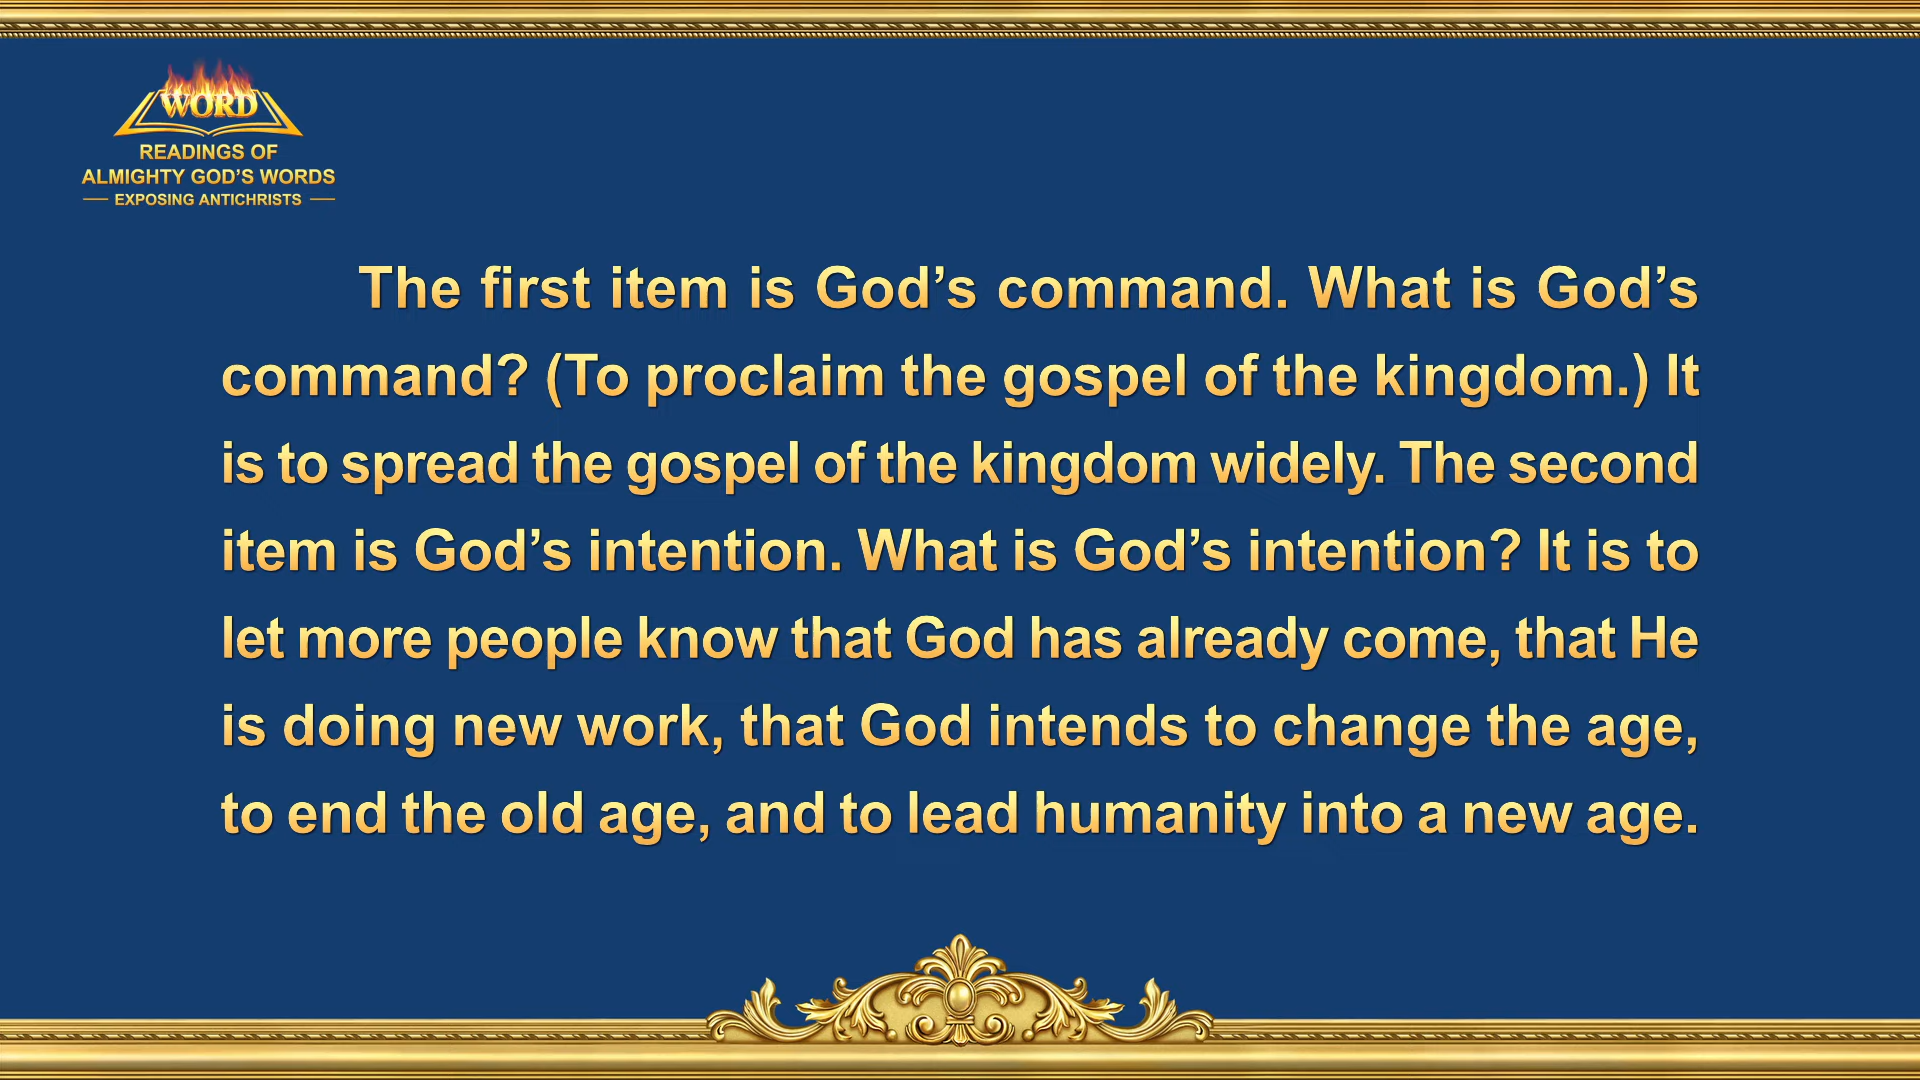 WORD
READINGS OF
ALMIGHTY GOD’S WORDS
EXPOSING ANTICHRISTS
The first item is God’s command. What is God’s
command? (To proclaim the gospel of the kingdom.) It
is to spread the gospel of the kingdom widely. The second
item is God’s intention. What is God’s intention? It is to
let more people know that God has already come, that He
is doing new work, that God intends to change the age,
to end the old age, and to lead humanity into a new age.